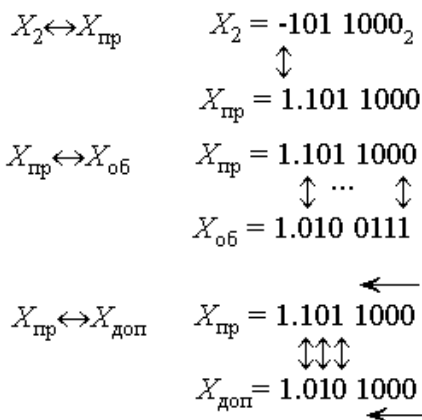 X₂↔Xпр X₂ = -101 1000₂
↕
Xпр = 1.101 1000
Xпр↔Xоб Xпр = 1.101 1000
↕ ... ↕
Xоб = 1.010 0111
←
Xпр↔Xдоп Xпр = 1.101 1000
↕↕↕
Xдоп = 1.010 1000
←